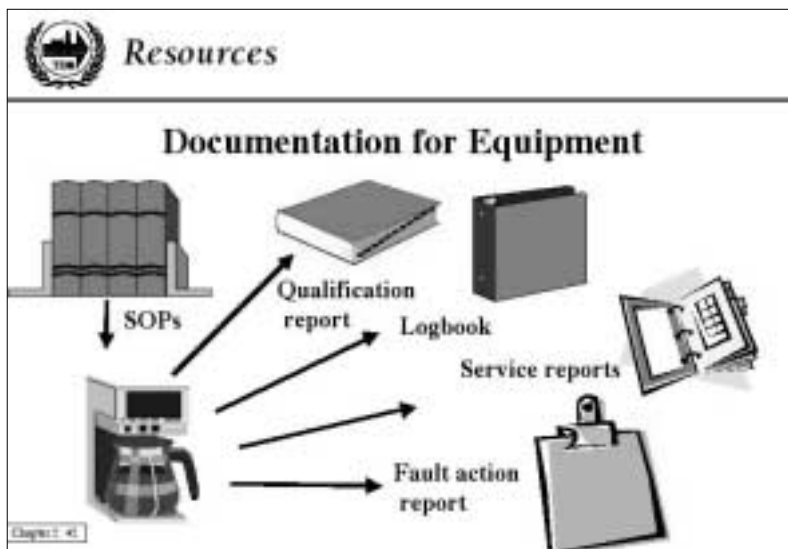 Resources
Documentation for Equipment
SOPs
Qualification
report
Logbook
Service reports
Fault action
report